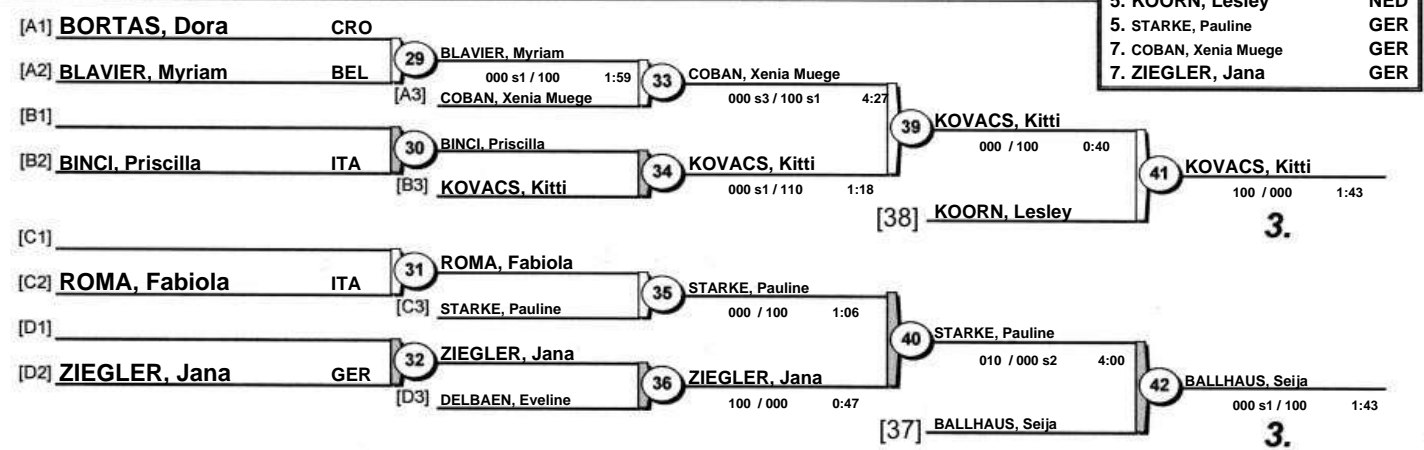 5. KOORN, Lesley NED
5. STARKE, Pauline GER
7. COBAN, Xenia Muege GER
7. ZIEGLER, Jana GER
[A1] BORTAS, Dora CRO
29 BLAVIER, Myriam
[A2] BLAVIER, Myriam BEL
000 s1 / 100 1:59
[A3] COBAN, Xenia Muege
33 COBAN, Xenia Muege
000 s3 / 100 s1 4:27
[B1]
30 BINCI, Priscilla
[B2] BINCI, Priscilla ITA
[B3] KOVACS, Kitti
34 KOVACS, Kitti
000 s1 / 110 1:18
39 KOVACS, Kitti
000 / 100 0:40
[38] KOORN, Lesley
41 KOVACS, Kitti
100 / 000 1:43
3.
[C1]
31 ROMA, Fabiola
[C2] ROMA, Fabiola ITA
[C3] STARKE, Pauline
35 STARKE, Pauline
000 / 100 1:06
[D1]
32 ZIEGLER, Jana
[D2] ZIEGLER, Jana GER
[D3] DELBAEN, Eveline
36 ZIEGLER, Jana
100 / 000 0:47
40 STARKE, Pauline
010 / 000 s2 4:00
[37] BALLHAUS, Seija
42 BALLHAUS, Seija
000 s1 / 100 1:43
3.